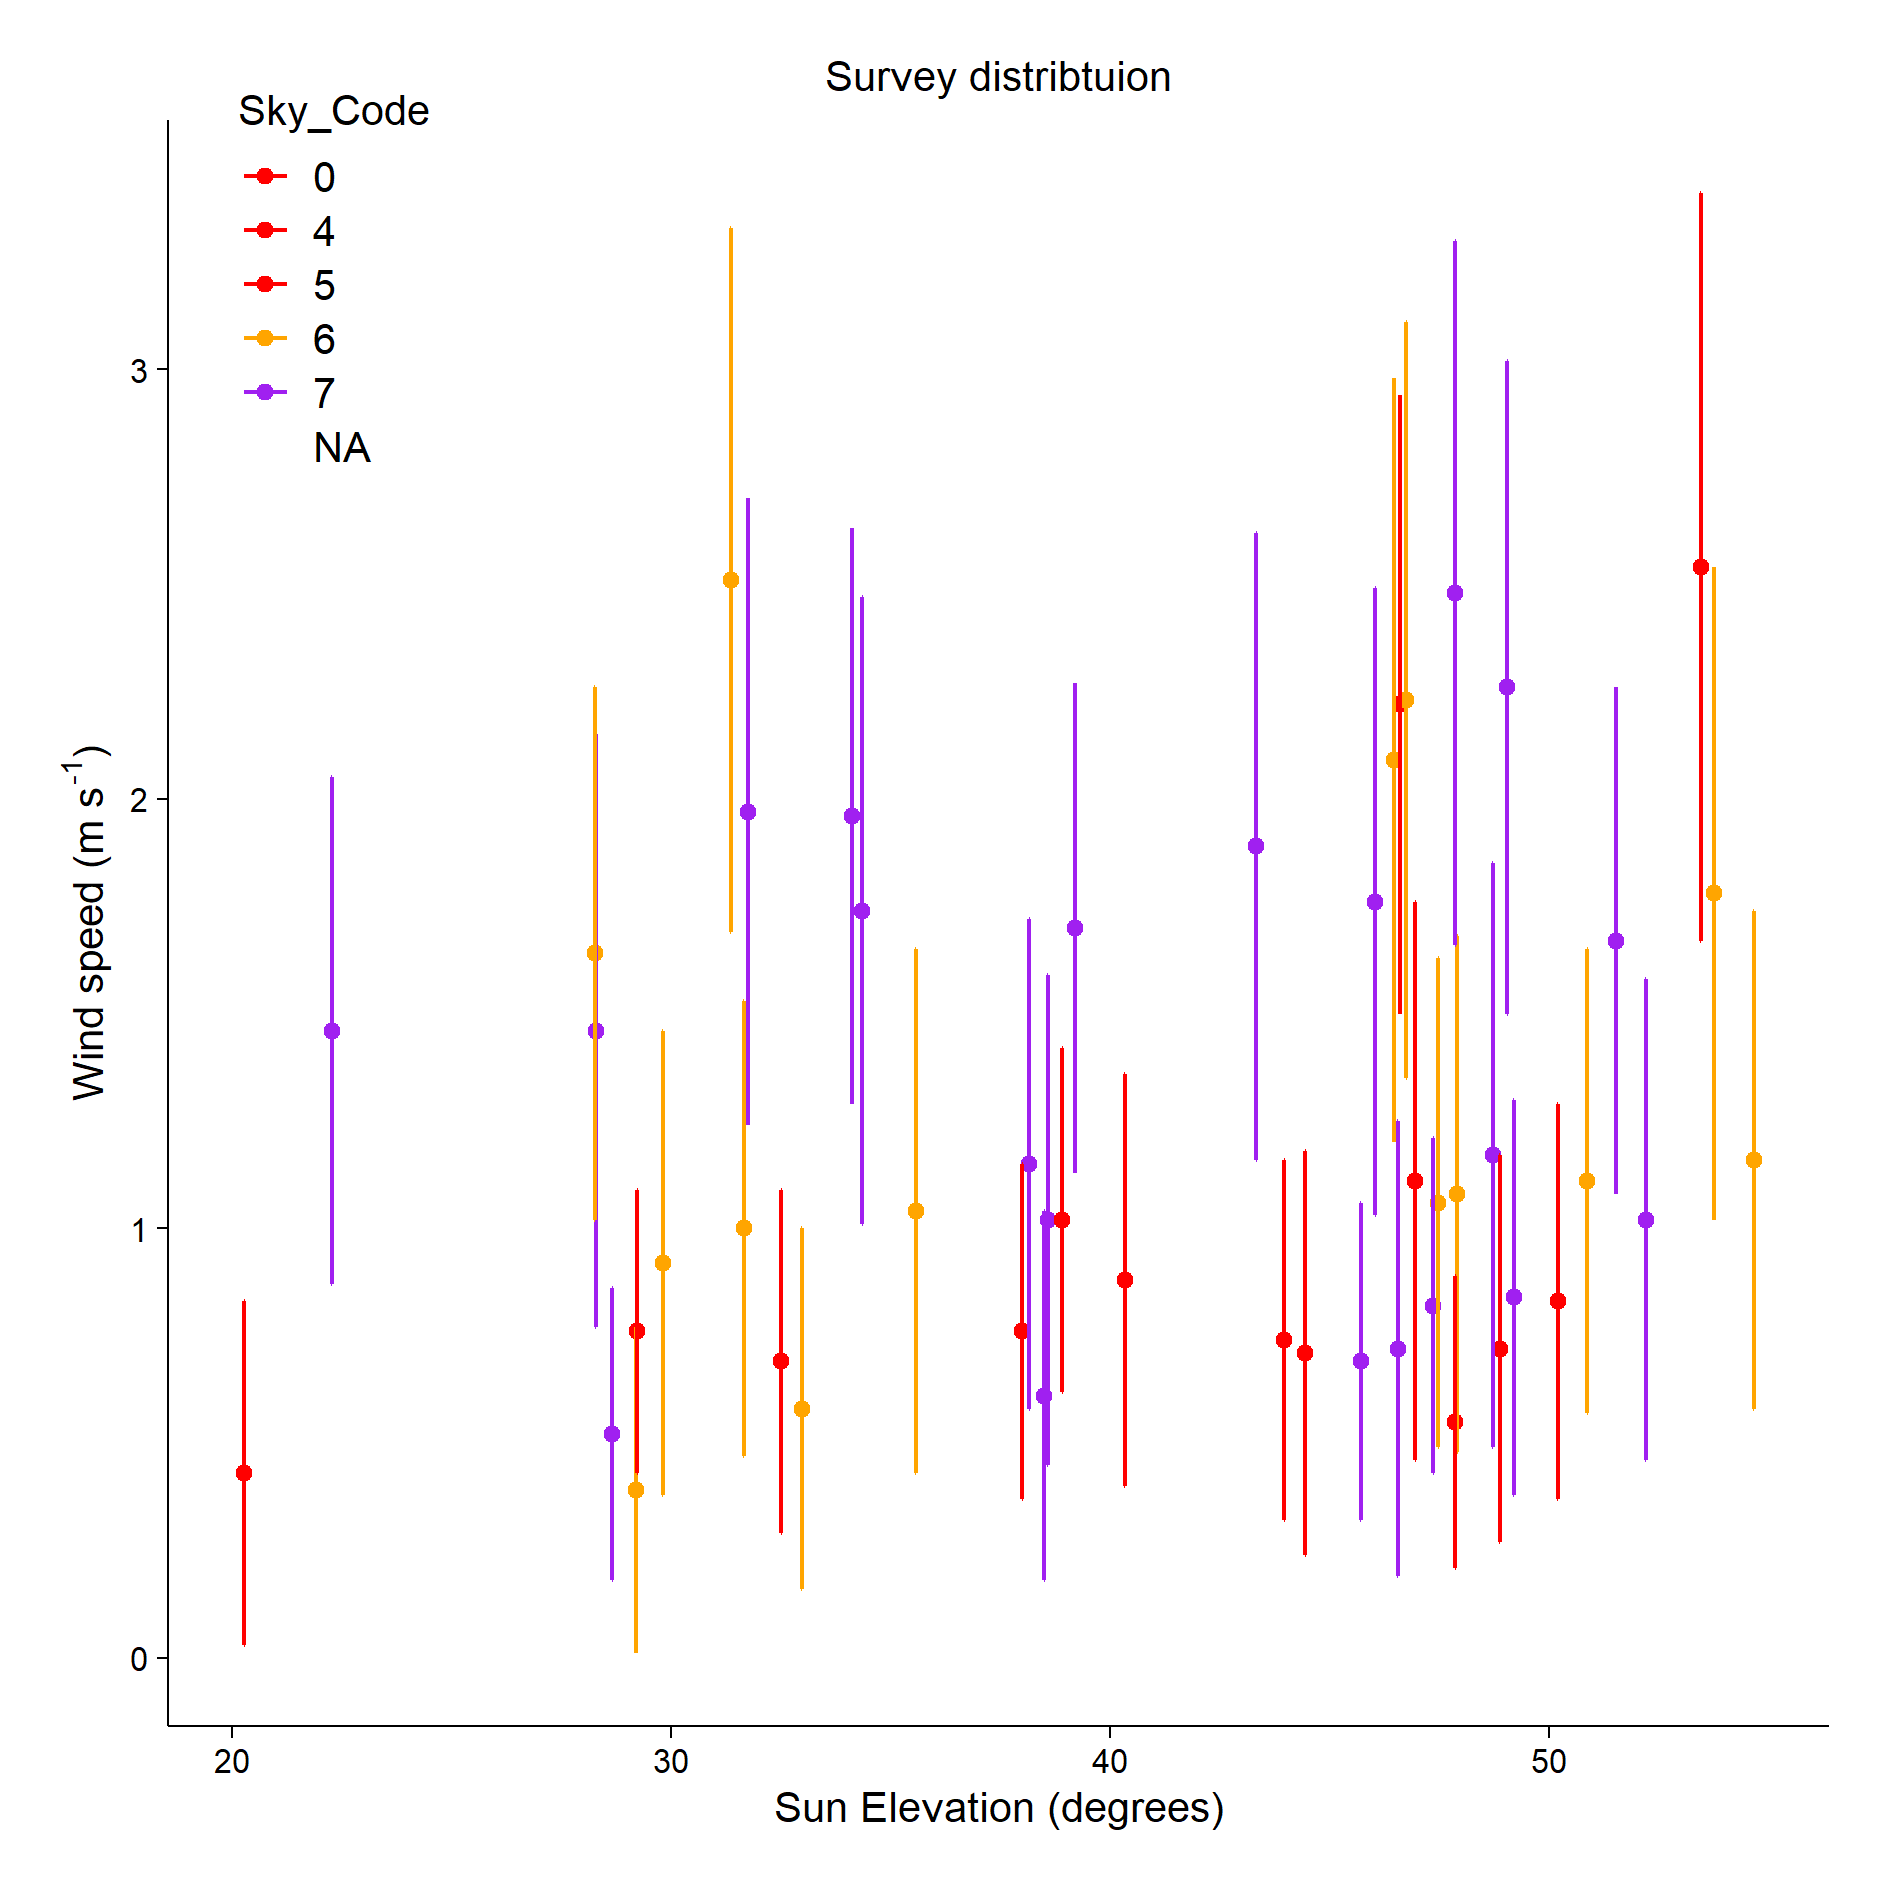 Survey distribtuion
Sky_Code
0
4
5
6
7
NA
Wind speed (m s⁻¹)
3
2
1
0
20 30 40 50
Sun Elevation (degrees)